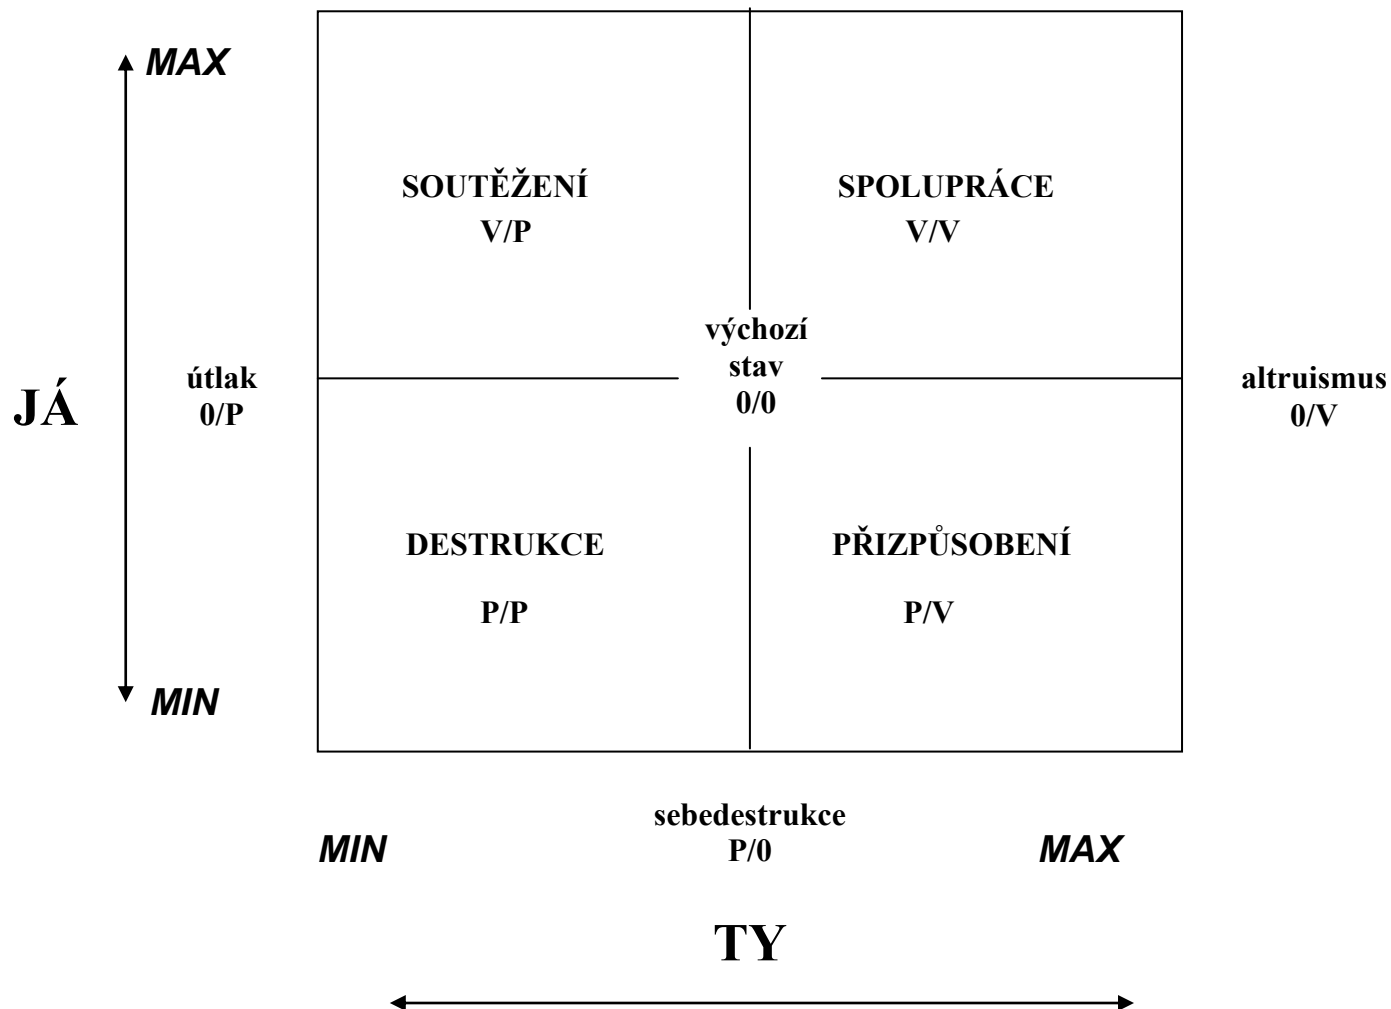 MAX
SOUTĚŽENÍ
V/P
SPOLUPRÁCE
V/V
výchozí
stav
0/0
JÁ
útlak
0/P
altruismus
0/V
DESTRUKCE
P/P
PŘIZPŮSOBENÍ
P/V
MIN
sebedestrukce
P/0
MIN
MAX
TY